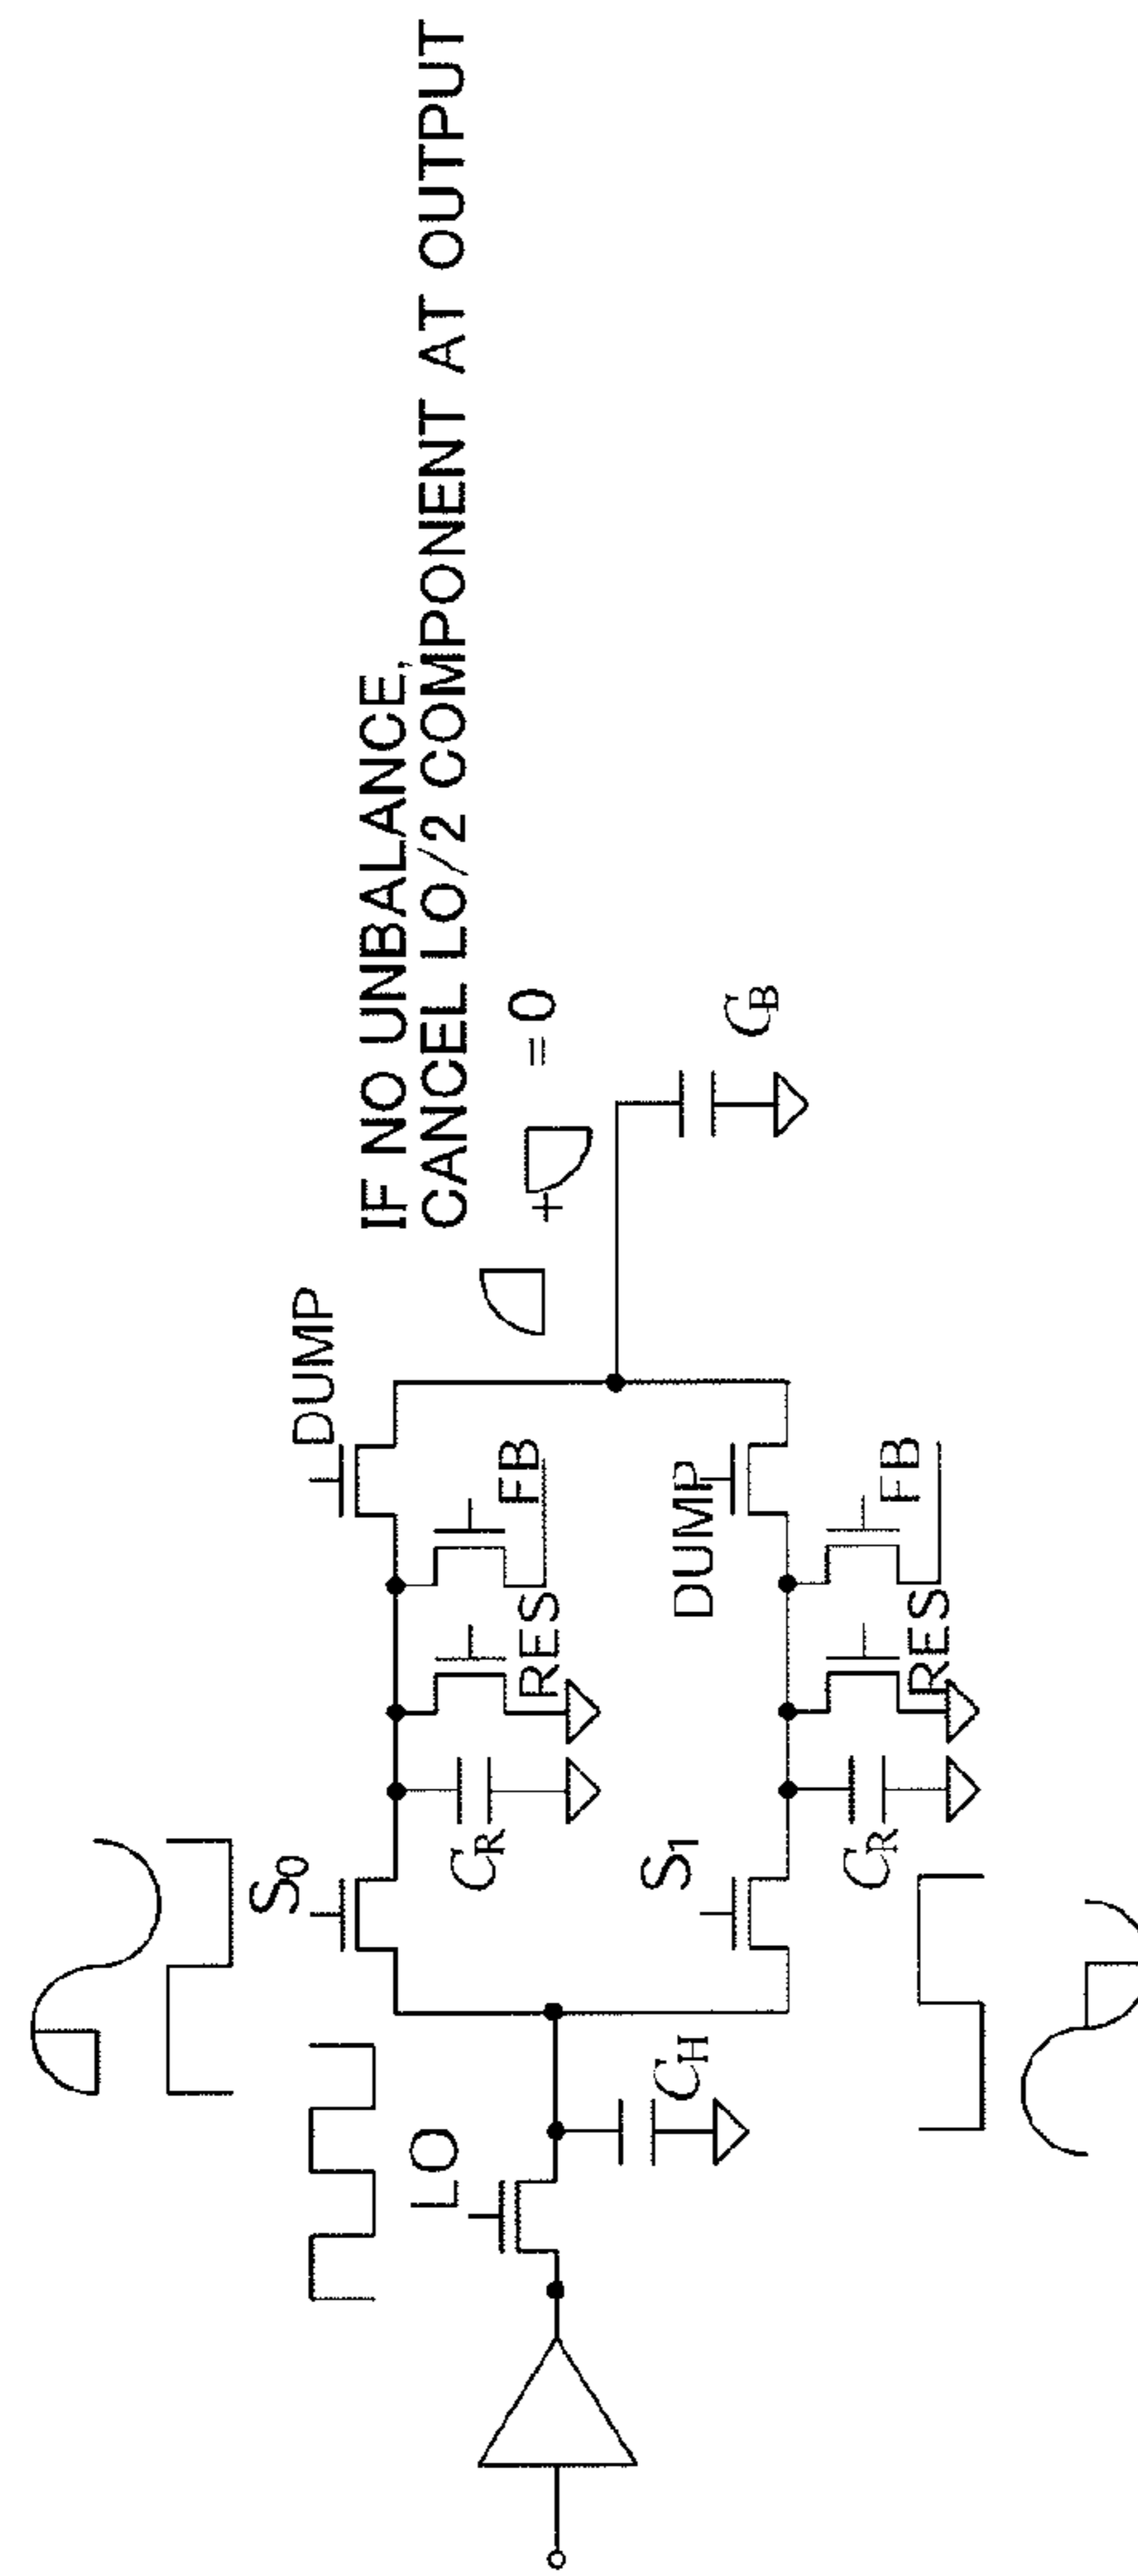 IF NO UNBALANCE,
CANCEL LO/2 COMPONENT AT OUTPUT
+ =0
DUMP
S0
FB
RES
CR
LO
CH
CB
DUMP
S1
FB
RES
CR